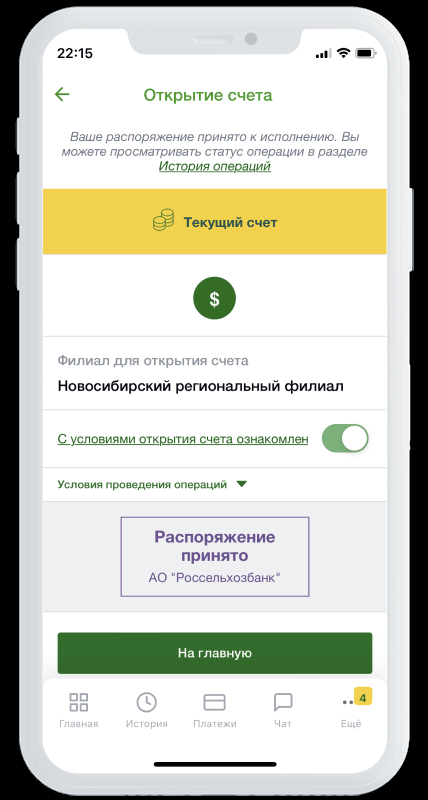 22:15
Открытие счета
Ваше распоряжение принято к исполнению. Вы
можете просматривать статус операции в разделе
История операций
Текущий счет
$
Филиал для открытия счета
Новосибирский региональный филиал
С условиями открытия счета ознакомлен
Условия проведения операций
Распоряжение
принято
АО "Россельхозбанк"
На главную
4
Главная История Платежи Чат Ещё